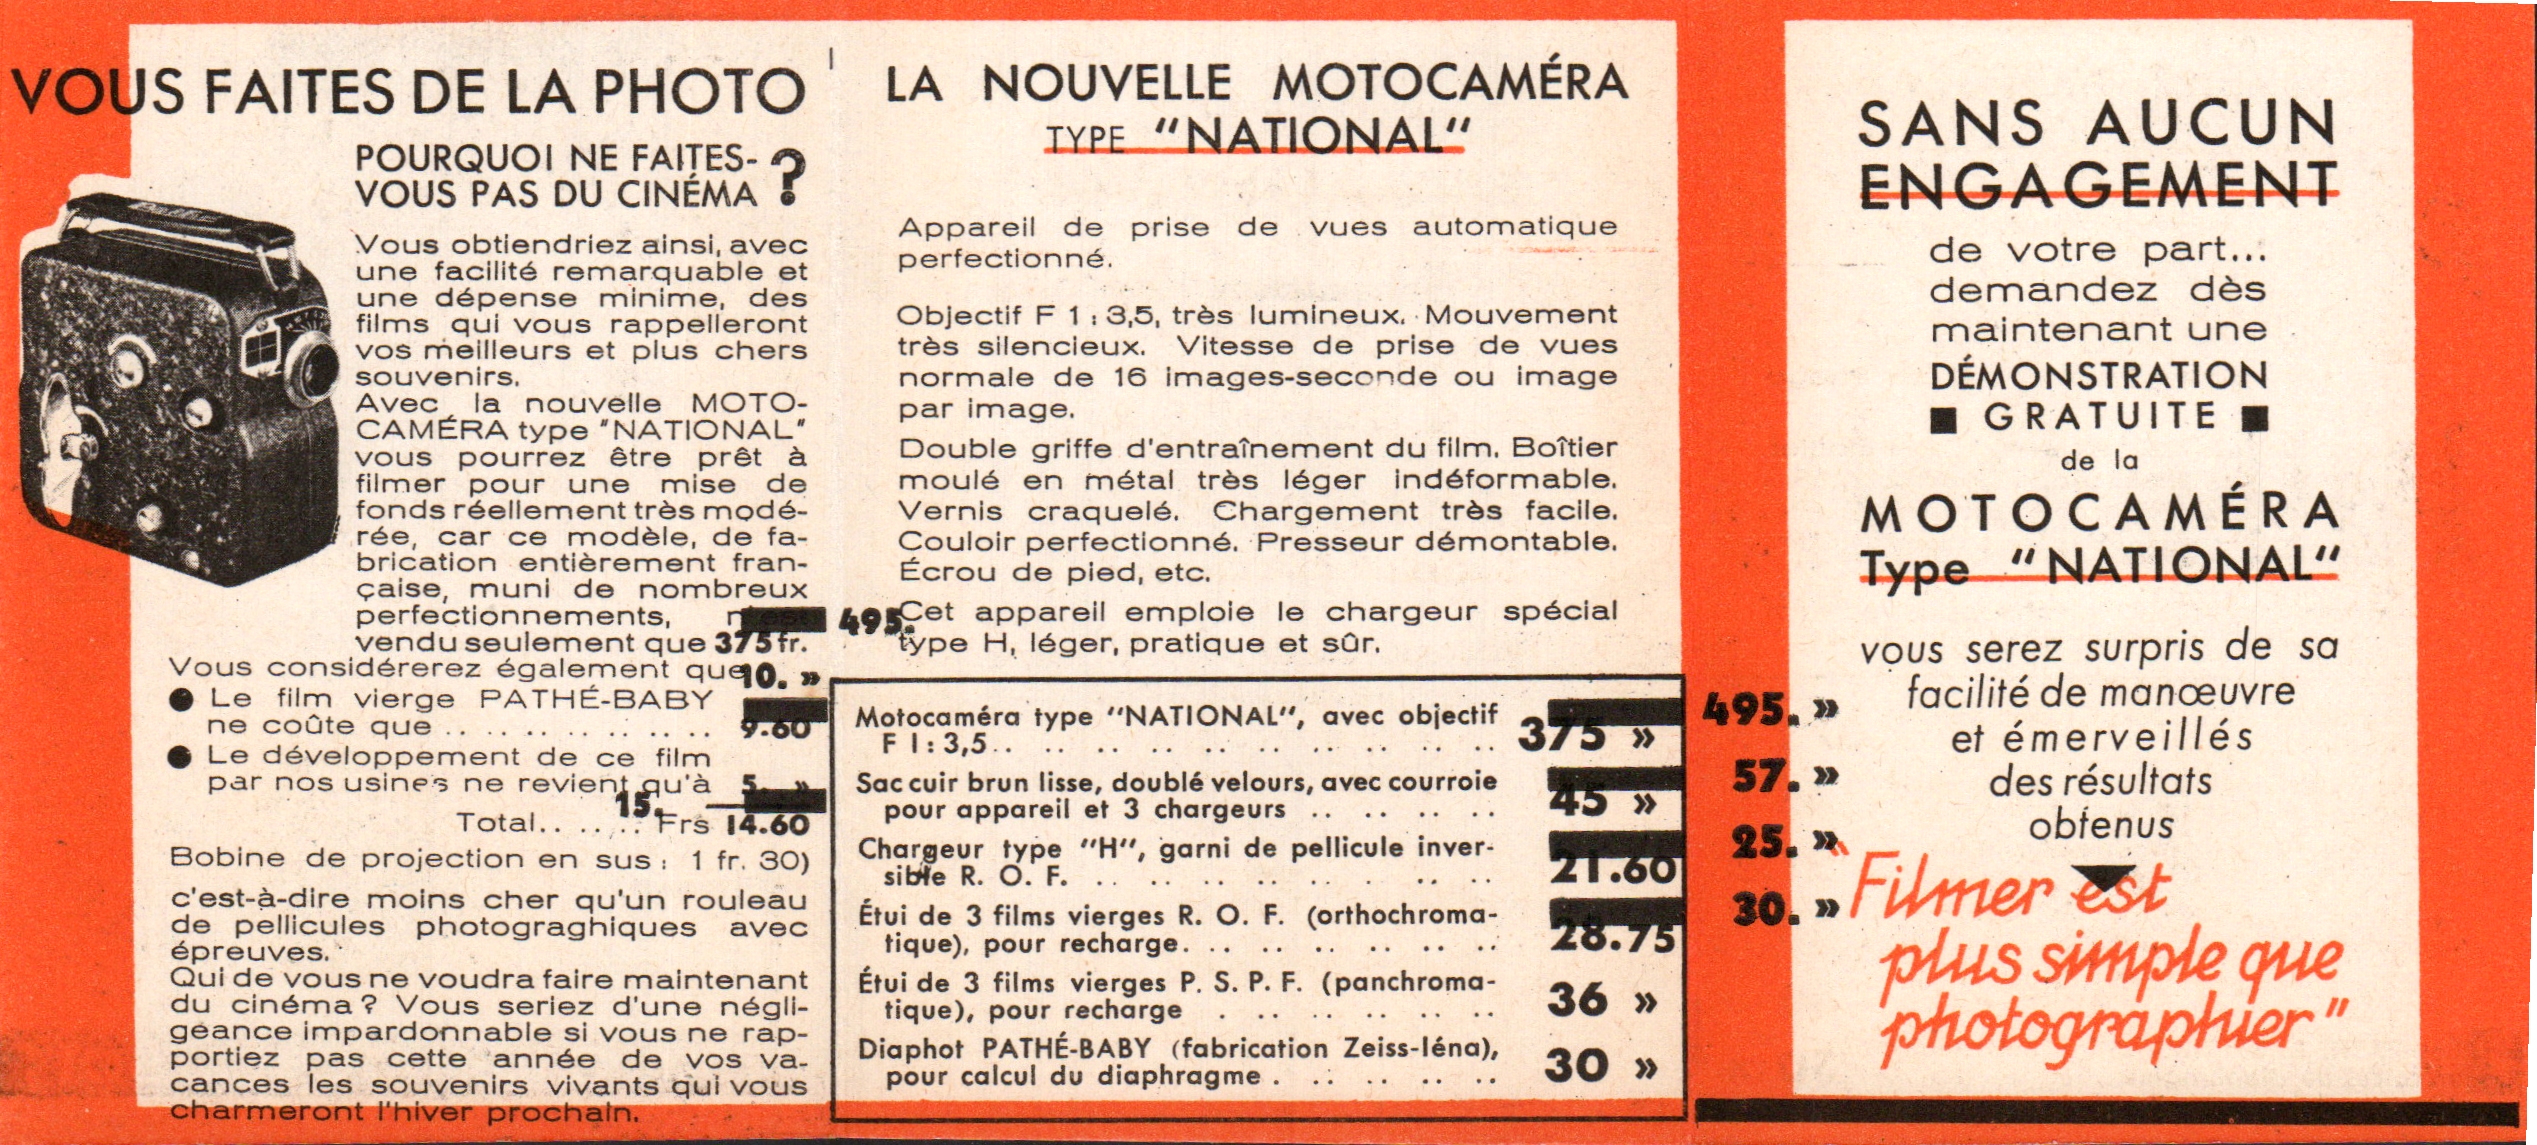 VOUS FAITES DE LA PHOTO
POURQUOI NE FAITES-
VOUS PAS DU CINÉMA ?
Vous obtiendriez ainsi, avec
une facilité remarquable et
une dépense minime, des
films qui vous rappelleront
vos meilleurs et plus chers
souvenirs.
Avec la nouvelle MOTO-
CAMÉRA type "NATIONAL"
vous pourrez être prêt à
filmer pour une mise de
fonds réellement très modé-
rée, car ce modèle, de fa-
brication entièrement fran-
çaise, muni de nombreux
perfectionnements,
vendu seulement que 375 fr.
495.
Vous considérerez également que
10. »
● Le film vierge PATHÉ-BABY
ne coûte que .. .. .. .. .. .. .. 9.60
● Le développement de ce film
par nos usines ne revient qu'à 5. »
15.
Total.. .. .. Frs 14.60
Bobine de projection en sus : 1 fr. 30)
c'est-à-dire moins cher qu'un rouleau
de pellicules photograghiques avec
épreuves.
Qui de vous ne voudra faire maintenant
du cinéma ? Vous seriez d'une négli-
geance impardonnable si vous ne rap-
portiez pas cette année de vos va-
cances les souvenirs vivants qui vous
charmeront l'hiver prochain.
LA NOUVELLE MOTOCAMÉRA
TYPE "NATIONAL"
Appareil de prise de vues automatique
perfectionné.
Objectif F 1 : 3,5, très lumineux. Mouvement
très silencieux. Vitesse de prise de vues
normale de 16 images-seconde ou image
par image.
Double griffe d'entraînement du film. Boîtier
moulé en métal très léger indéformable.
Vernis craquelé. Chargement très facile.
Couloir perfectionné. Presseur démontable.
Écrou de pied, etc.
Cet appareil emploie le chargeur spécial
type H, léger, pratique et sûr.
Motocaméra type "NATIONAL", avec objectif
F 1 : 3,5.. .. .. .. .. .. .. .. .. .. 375 »
495. »
Sac cuir brun lisse, doublé velours, avec courroie
pour appareil et 3 chargeurs .. .. .. .. 45 »
57. »
Chargeur type "H", garni de pellicule inver-
sible R. O. F. .. .. .. .. .. .. .. .. 21.60
25. »
Étui de 3 films vierges R. O. F. (orthochroma-
tique), pour recharge. .. .. .. .. .. .. 28.75
30. »
Étui de 3 films vierges P. S. P. F. (panchroma-
tique), pour recharge . .. .. .. .. .. 36 »
Diaphot PATHÉ-BABY (fabrication Zeiss-Iéna),
pour calcul du diaphragme . .. .. .. .. 30 »
SANS AUCUN
ENGAGEMENT
de votre part...
demandez dès
maintenant une
DÉMONSTRATION
■ GRATUITE ■
de la
MOTOCAMÉRA
Type "NATIONAL"
vous serez surpris de sa
facilité de manœuvre
et émerveillés
des résultats
obtenus
"Filmer est
plus simple que
photographier"